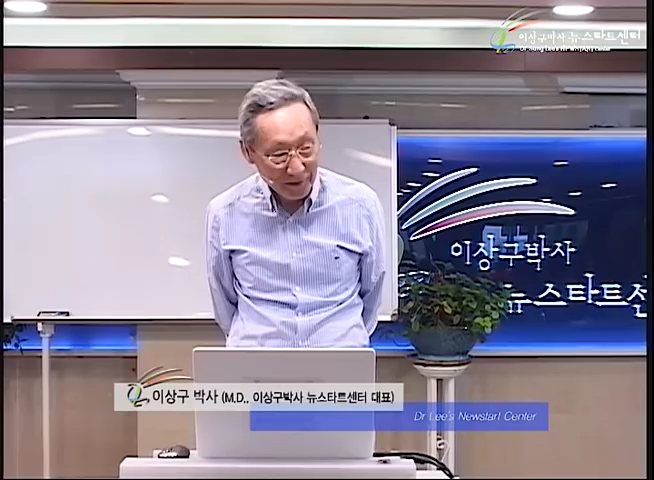 이상구박사 뉴스타트센터
이상구박사
뉴스타트센
이상구 박사 (M.D., 이상구박사 뉴스타트센터 대표)
Dr Lee's Newstart Center